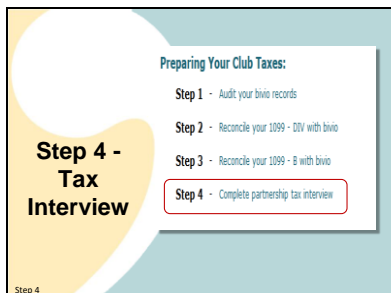 Step 4 -
Tax
Interview
Preparing Your Club Taxes:
Step 1 - Audit your bivio records
Step 2 - Reconcile your 1099 - DIV with bivio
Step 3 - Reconcile your 1099 - B with bivio
Step 4 - Complete partnership tax interview
Step 4